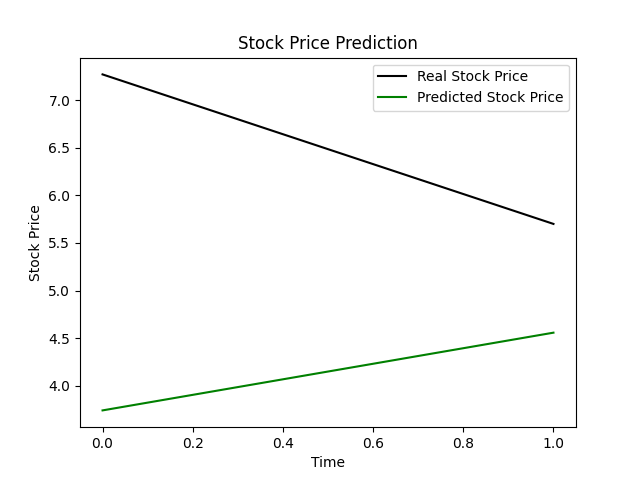 Stock Price Prediction
Real Stock Price
Predicted Stock Price
Stock Price
7.0
6.5
6.0
5.5
5.0
4.5
4.0
0.0 0.2 0.4 0.6 0.8 1.0
Time